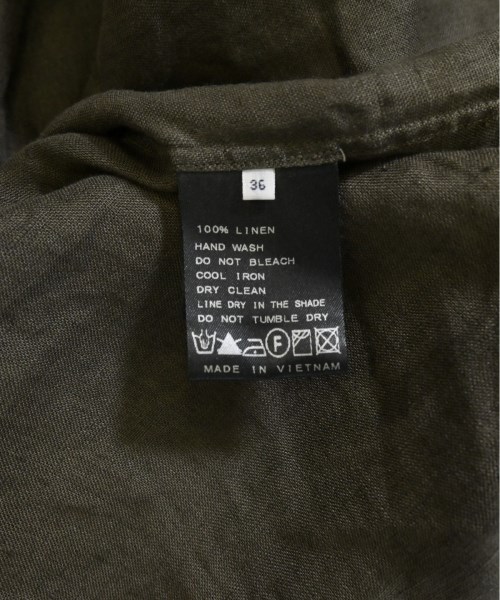 36
100% LINEN
HAND WASH
DO NOT BLEACH
COOL IRON
DRY CLEAN
LINE DRY IN THE SHADE
DO NOT TUMBLE DRY
F
MADE IN VIETNAM